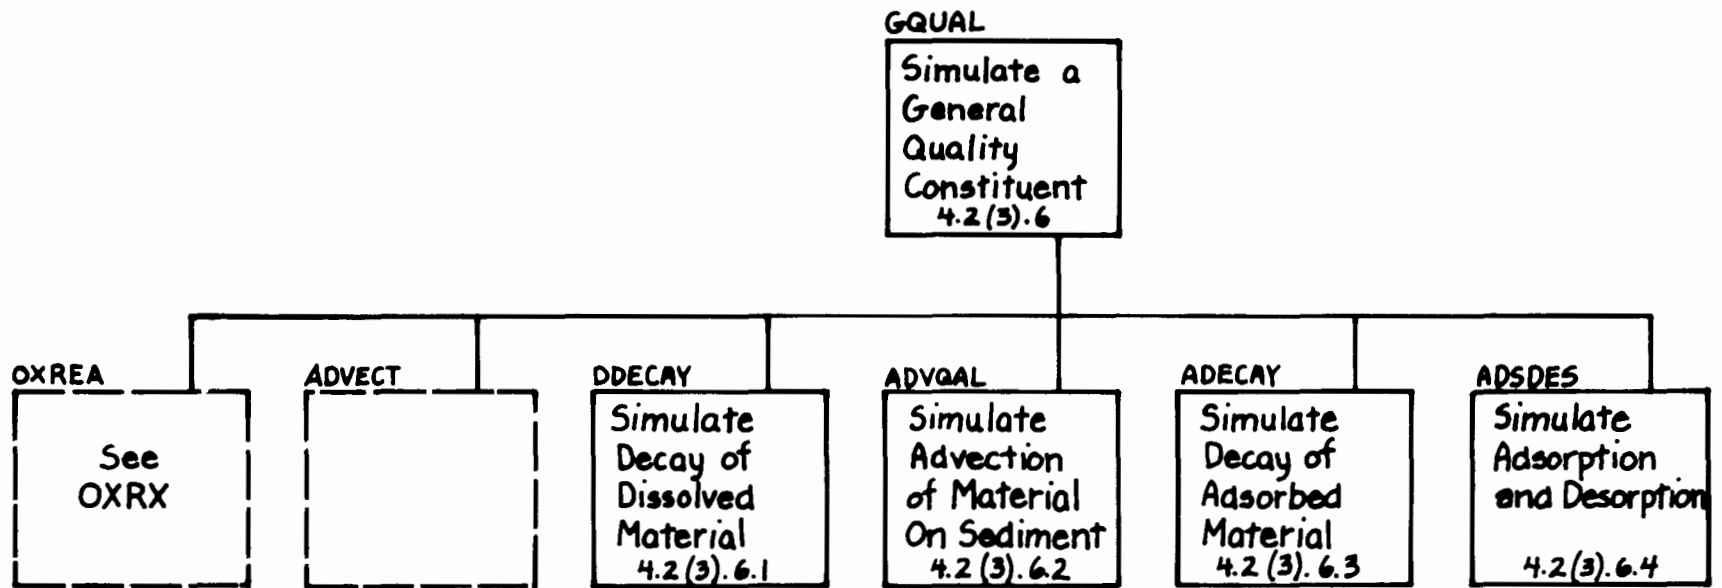 GQUAL
Simulate a
General
Quality
Constituent
4.2(3).6
OXREA
See
OXRX
ADVECT
DDECAY
Simulate
Decay of
Dissolved
Material
4.2(3).6.1
ADVQAL
Simulate
Advection
of Material
On Sediment
4.2(3).6.2
ADECAY
Simulate
Decay of
Adsorbed
Material
4.2(3).6.3
ADSDES
Simulate
Adsorption
and Desorption
4.2(3).6.4